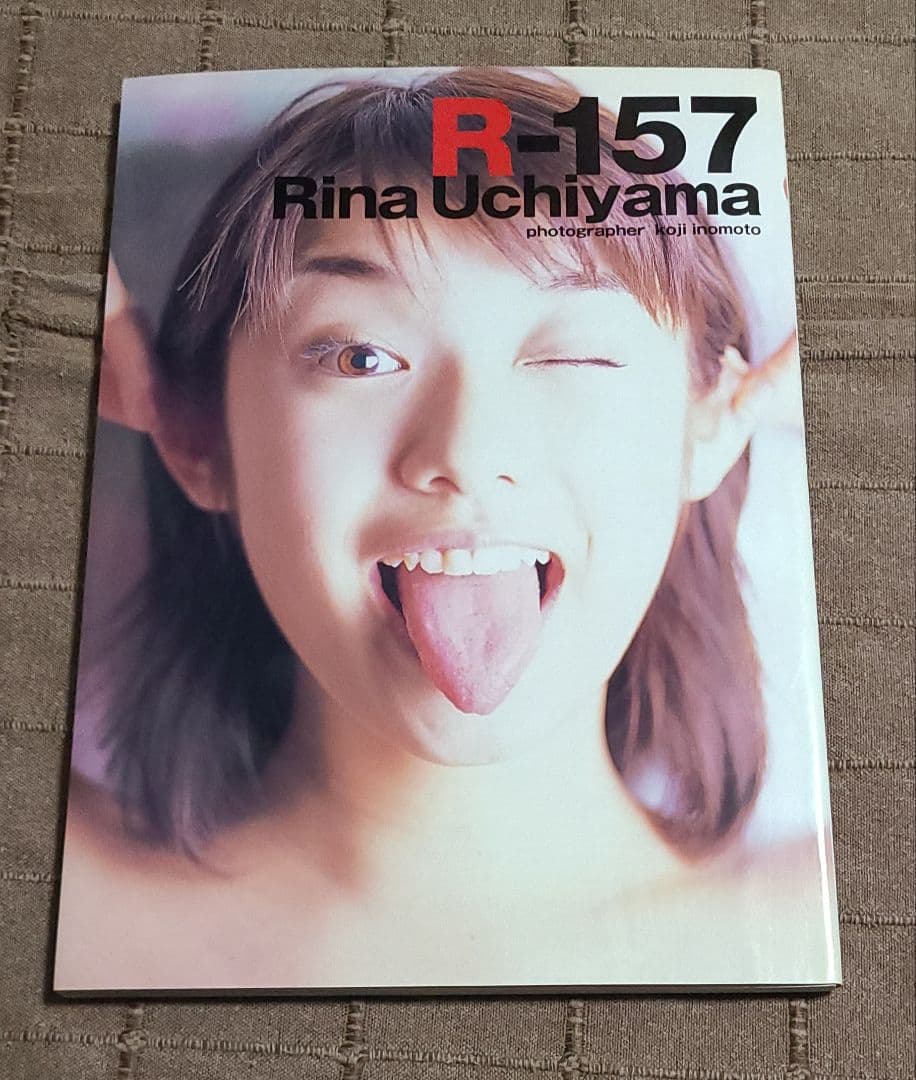 R-157
Rina Uchiyama
photographer koji inomoto